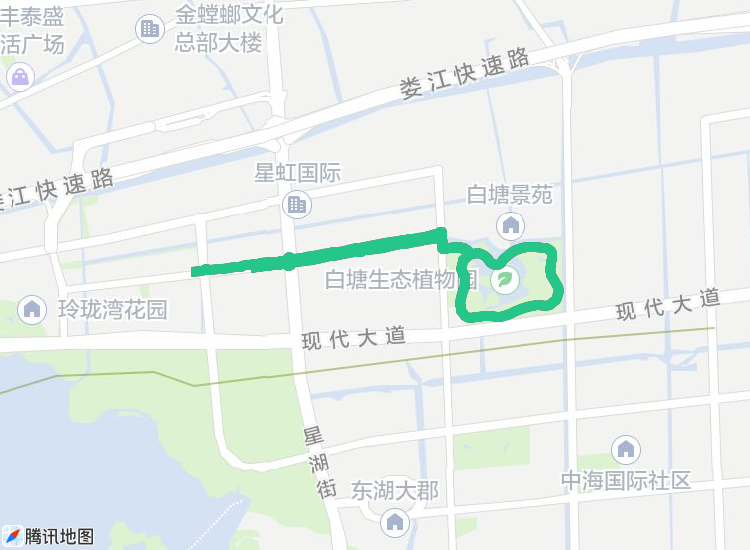 丰泰盛
活广场
金螳螂文化
总部大楼
娄江快速路
娄江快速路
星虹国际
白塘景苑
白塘生态植物园
玲珑湾花园
现代大道
现代大道
星湖街
东湖大郡
中海国际社区
腾讯地图